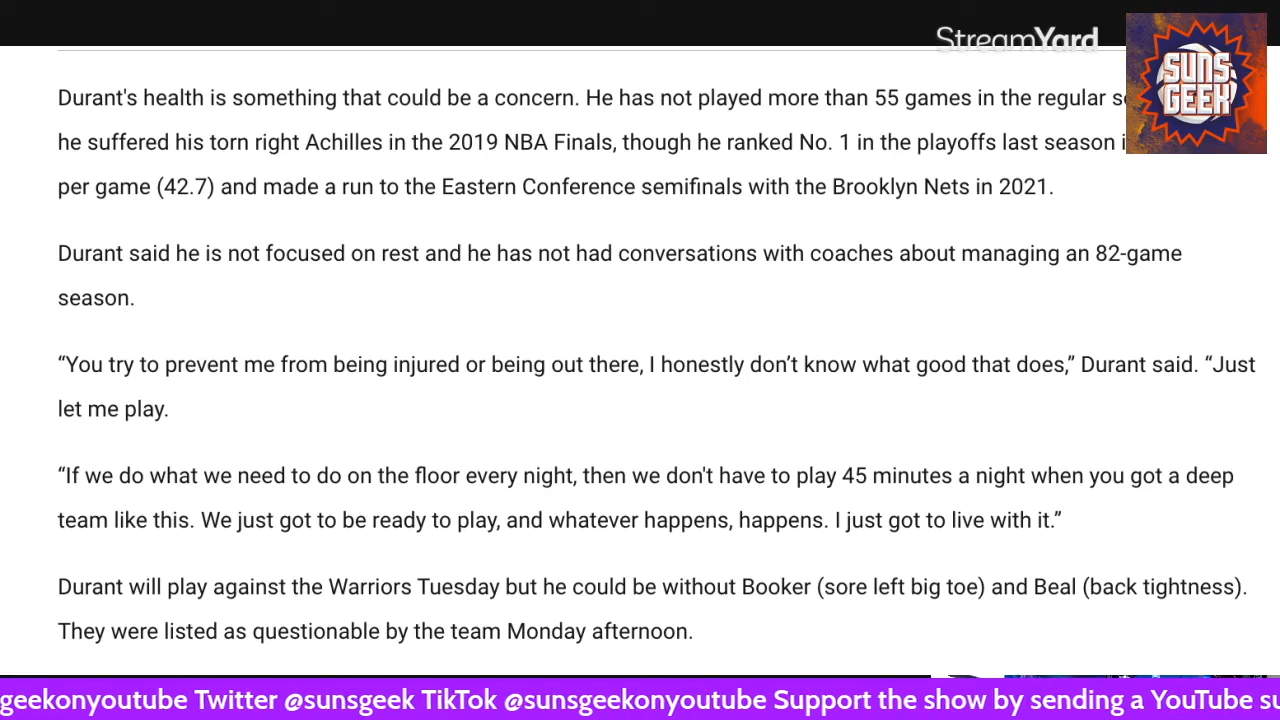 StreamYard
SUNS
GEEK
Durant's health is something that could be a concern. He has not played more than 55 games in the regular
he suffered his torn right Achilles in the 2019 NBA Finals, though he ranked No. 1 in the playoffs last season
per game (42.7) and made a run to the Eastern Conference semifinals with the Brooklyn Nets in 2021.
Durant said he is not focused on rest and he has not had conversations with coaches about managing an 82-game
season.
“You try to prevent me from being injured or being out there, I honestly don’t know what good that does,” Durant said. “Just
let me play.
“If we do what we need to do on the floor every night, then we don't have to play 45 minutes a night when you got a deep
team like this. We just got to be ready to play, and whatever happens, happens. I just got to live with it.”
Durant will play against the Warriors Tuesday but he could be without Booker (sore left big toe) and Beal (back tightness).
They were listed as questionable by the team Monday afternoon.
geekonyoutube Twitter @sunsgeek TikTok @sunsgeekonyoutube Support the show by sending a YouTube su